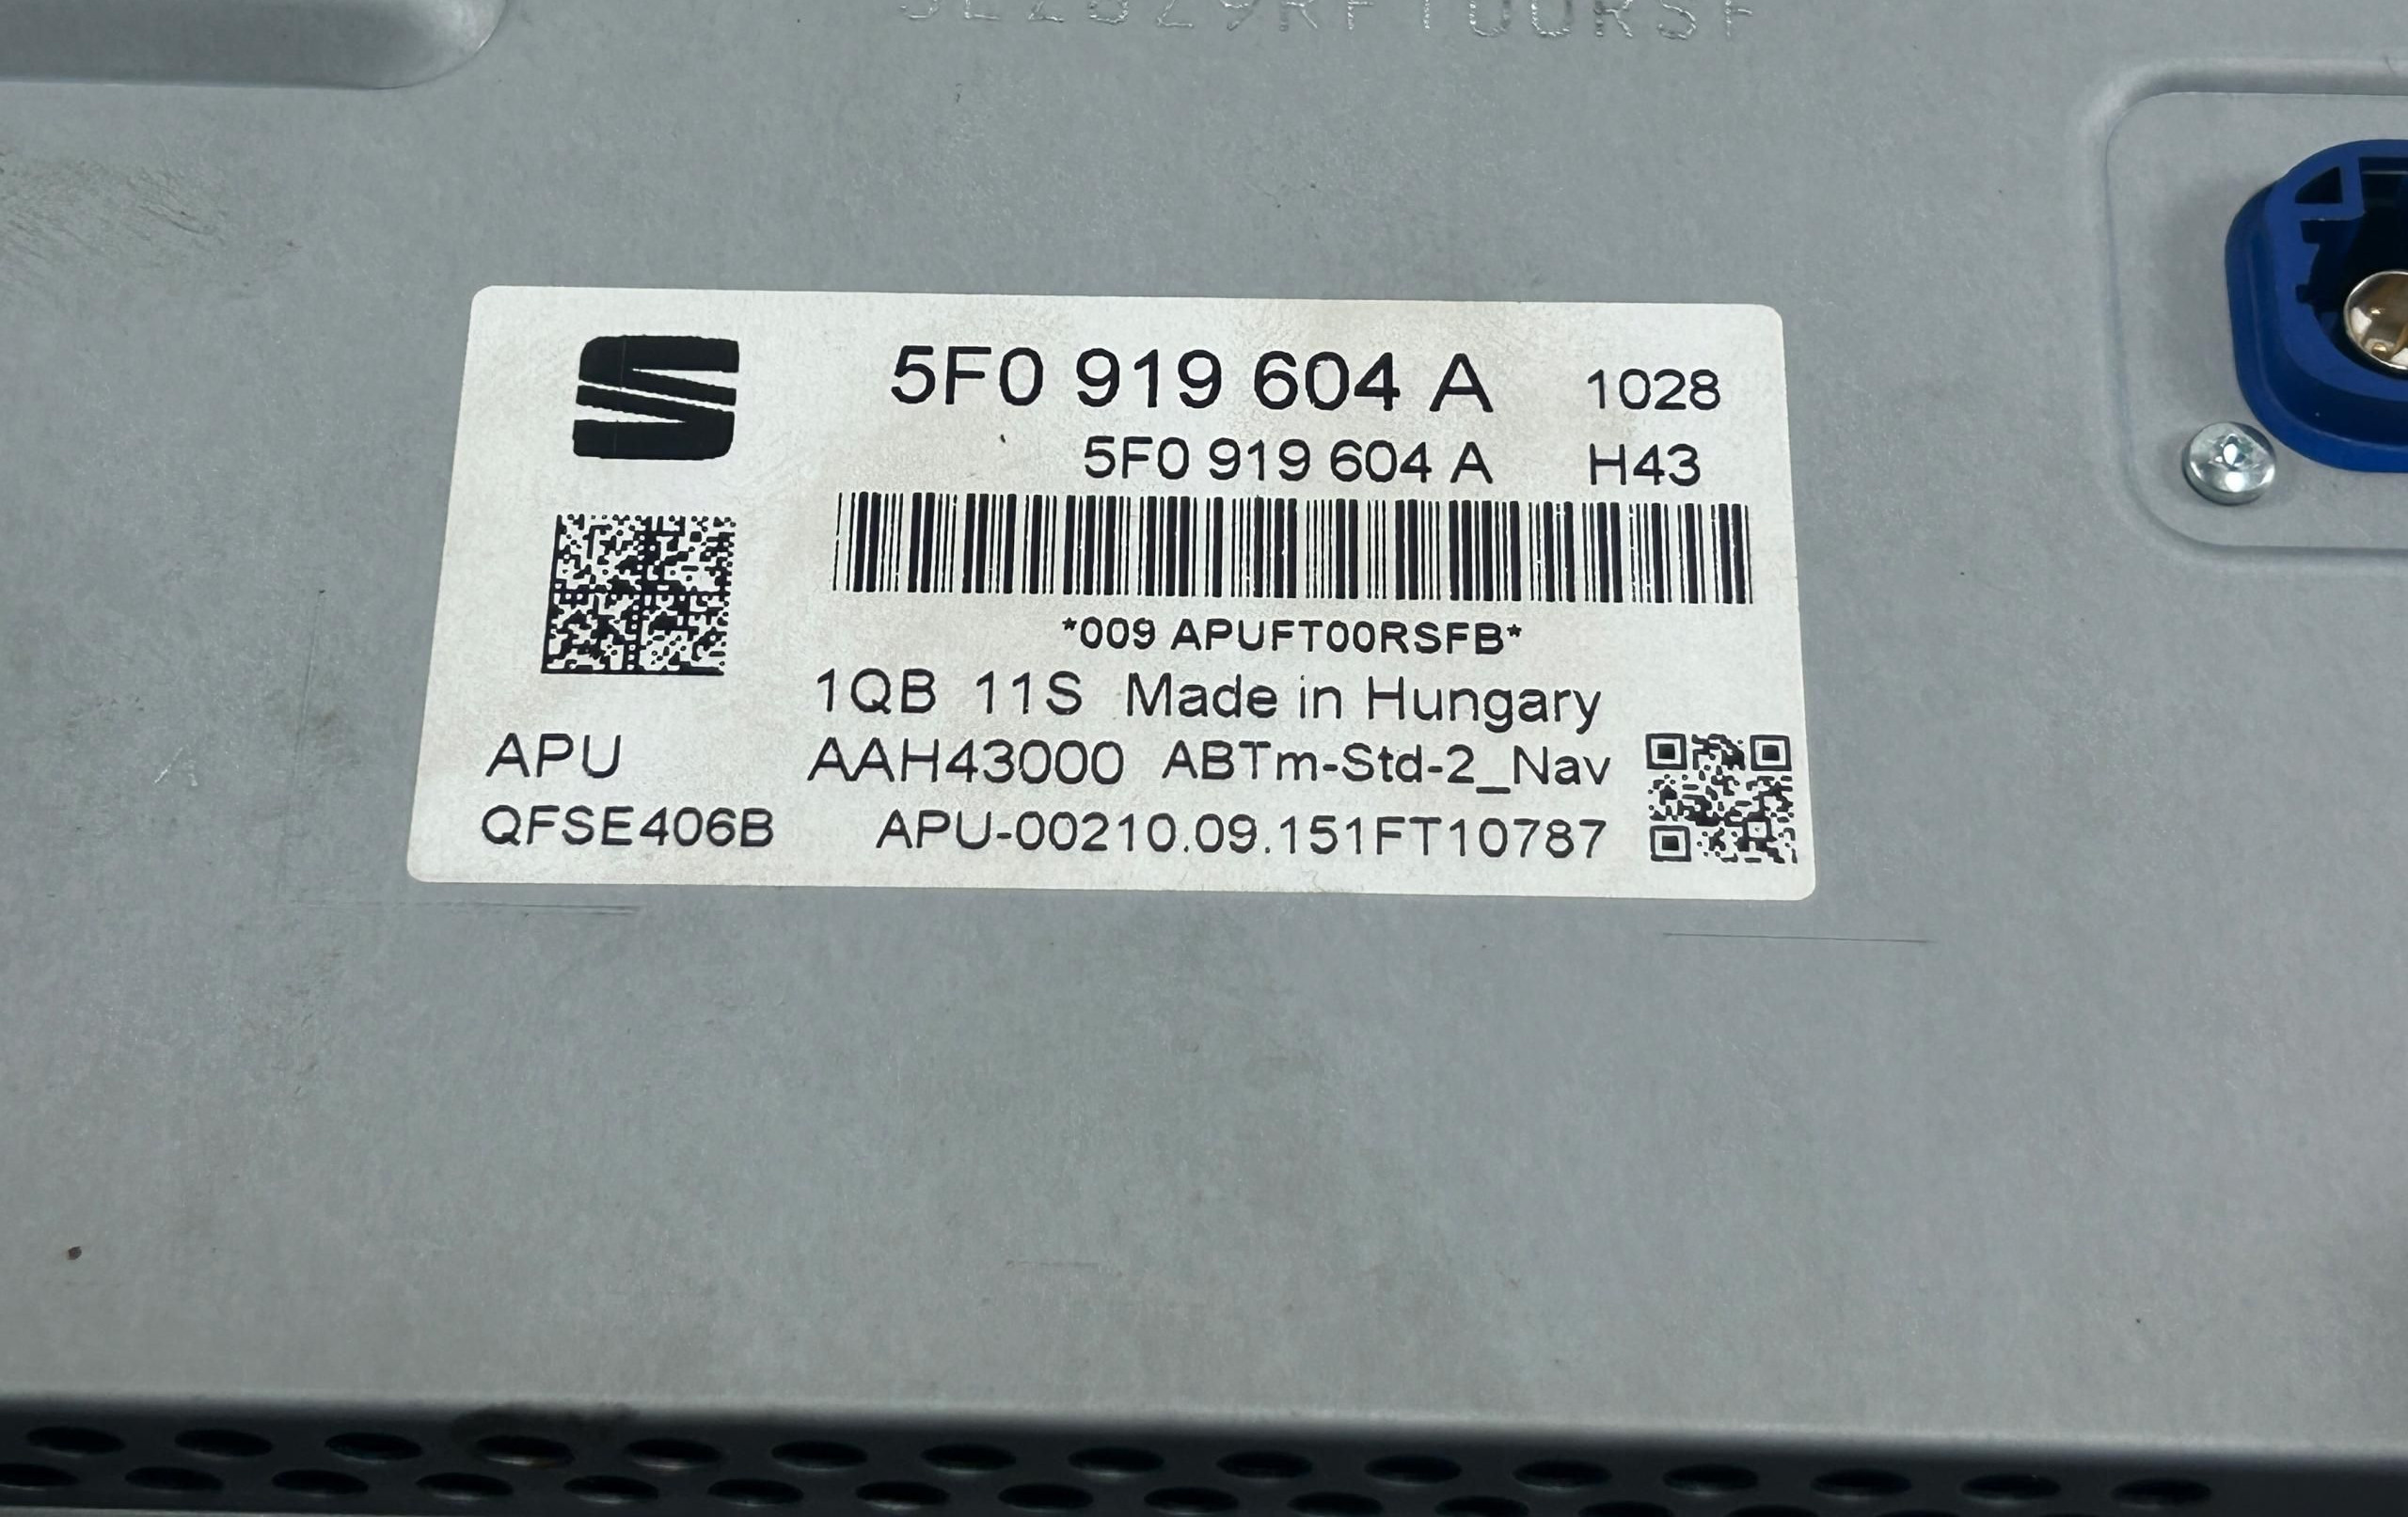 5F0 919 604 A 1028
5F0 919 604 A H43
*009 APUFT00RSFB*
1QB 11S Made in Hungary
APU AAH43000 ABTm-Std-2_Nav
QFSE406B APU-00210.09.151FT10787